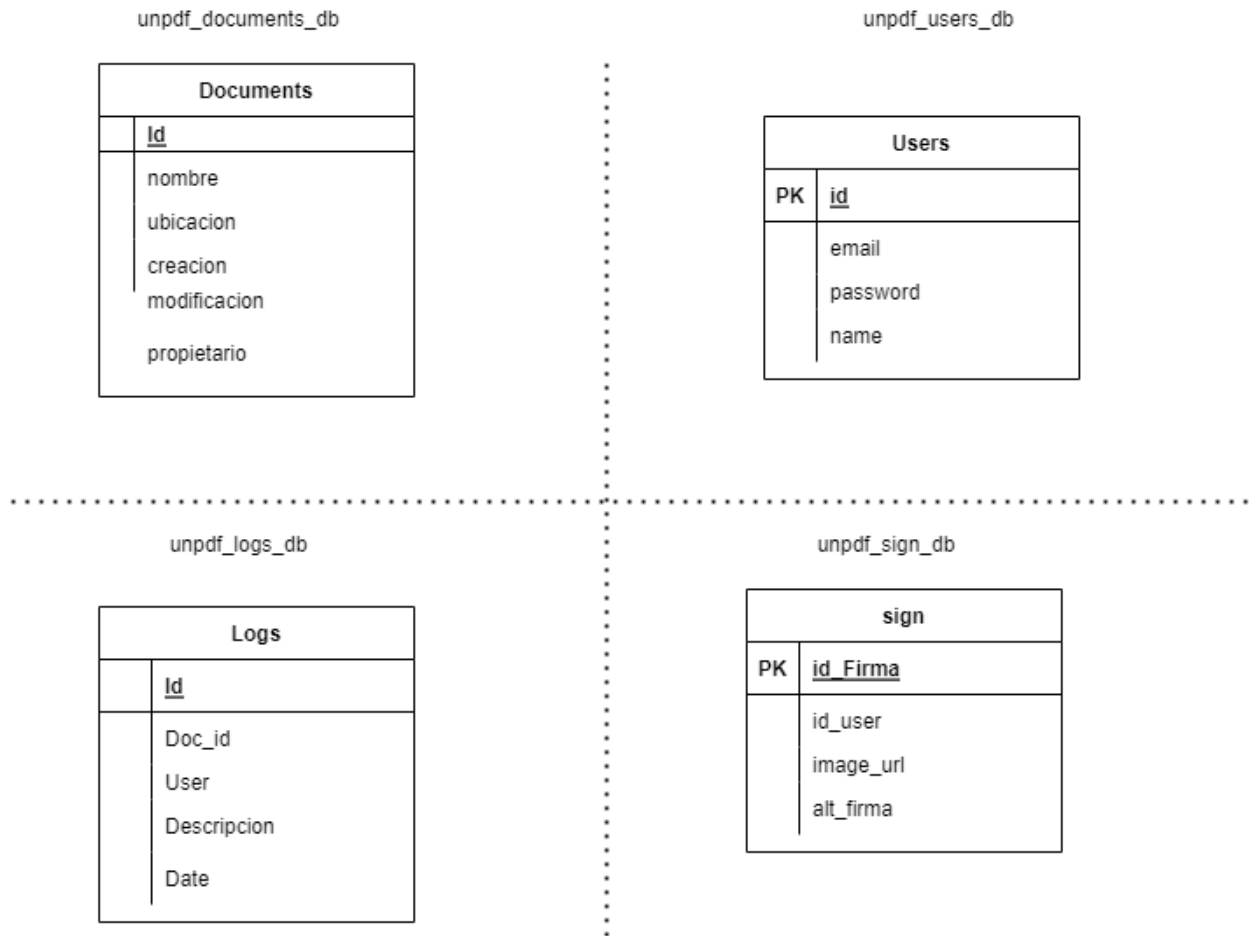 unpdf_documents_db
Documents
Id
nombre
ubicacion
creacion
modificacion
propietario
unpdf_users_db
Users
PK id
email
password
name
unpdf_logs_db
Logs
Id
Doc_id
User
Descripcion
Date
unpdf_sign_db
sign
PK id_Firma
id_user
image_url
alt_firma